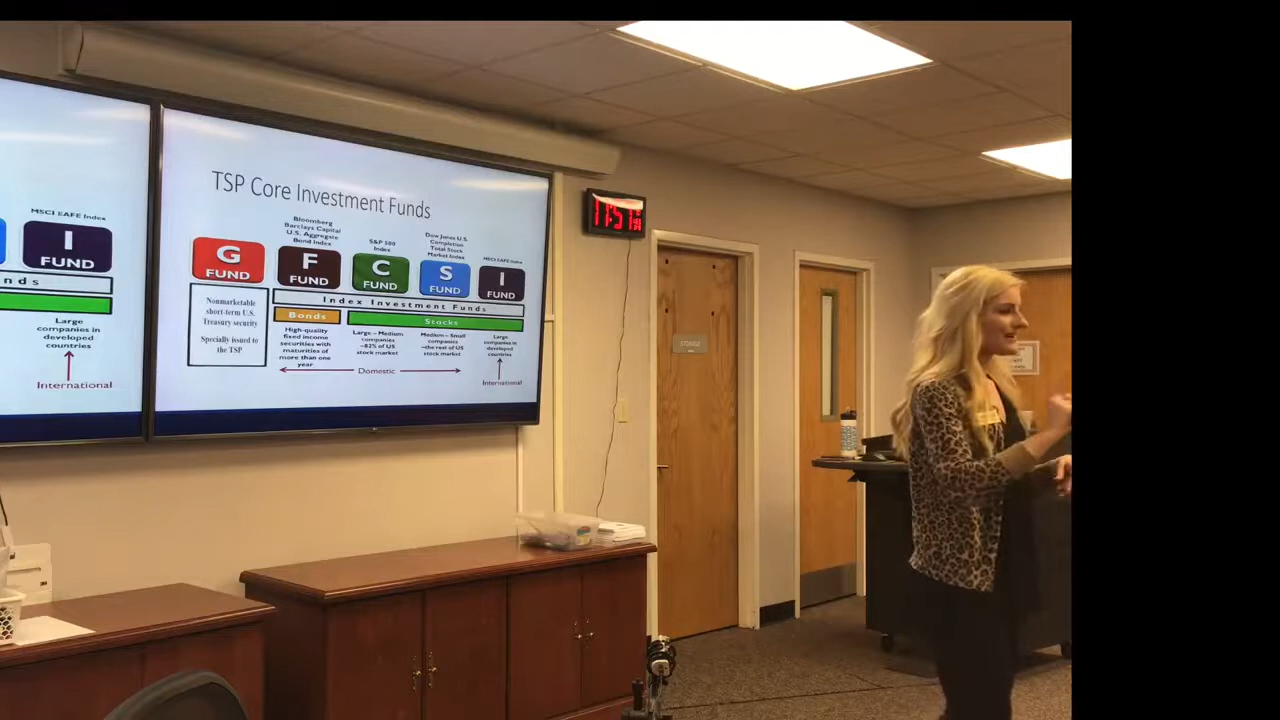 MSCI EAFE Index
I
FUND
nds
Large
companies in
developed
countries
International
TSP Core Investment Funds
Bloomberg
Barclays Capital
U.S. Aggregate
Bond Index
S&P 500
Index
Dow Jones U.S.
Completion
Total Stock
Market Index
MSCI EAFE Index
G
FUND
F
FUND
C
FUND
S
FUND
I
FUND
Nonmarketable
short-term U.S.
Treasury security
Specially issued to
the TSP
Index Investment Funds
Bonds
Stocks
High-quality
fixed income
securities with
maturities of
more than one
year
Large – Medium
companies
~82% of US
stock market
Medium – Small
companies
~the rest of US
stock market
Large
companies in
developed
countries
Domestic
International
11:57
STORAGE